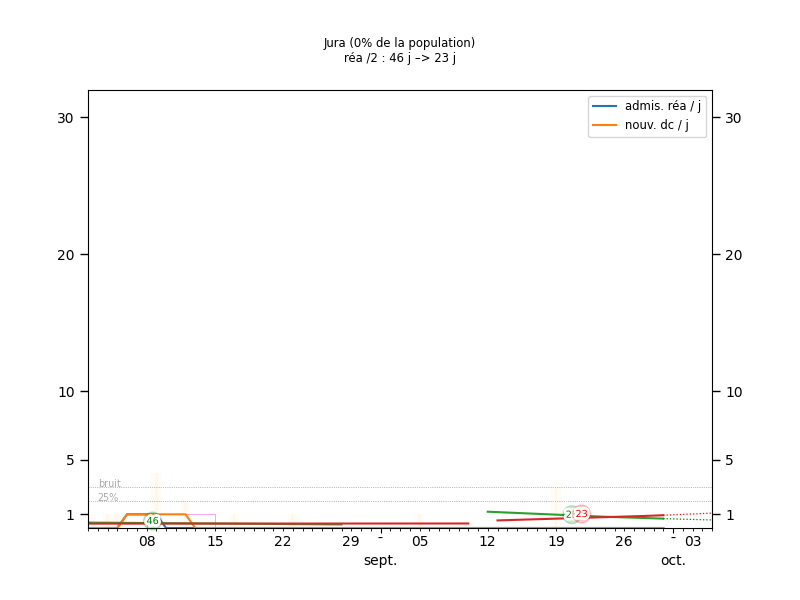 Jura (0% de la population)
réa /2 : 46 j –> 23 j
admis. réa / j
nouv. dc / j
30 30
20 20
10 10
5 5
bruit
25%
1 46 23 1
08 15 22 29 - 05 12 19 26 - 03
sept. oct.